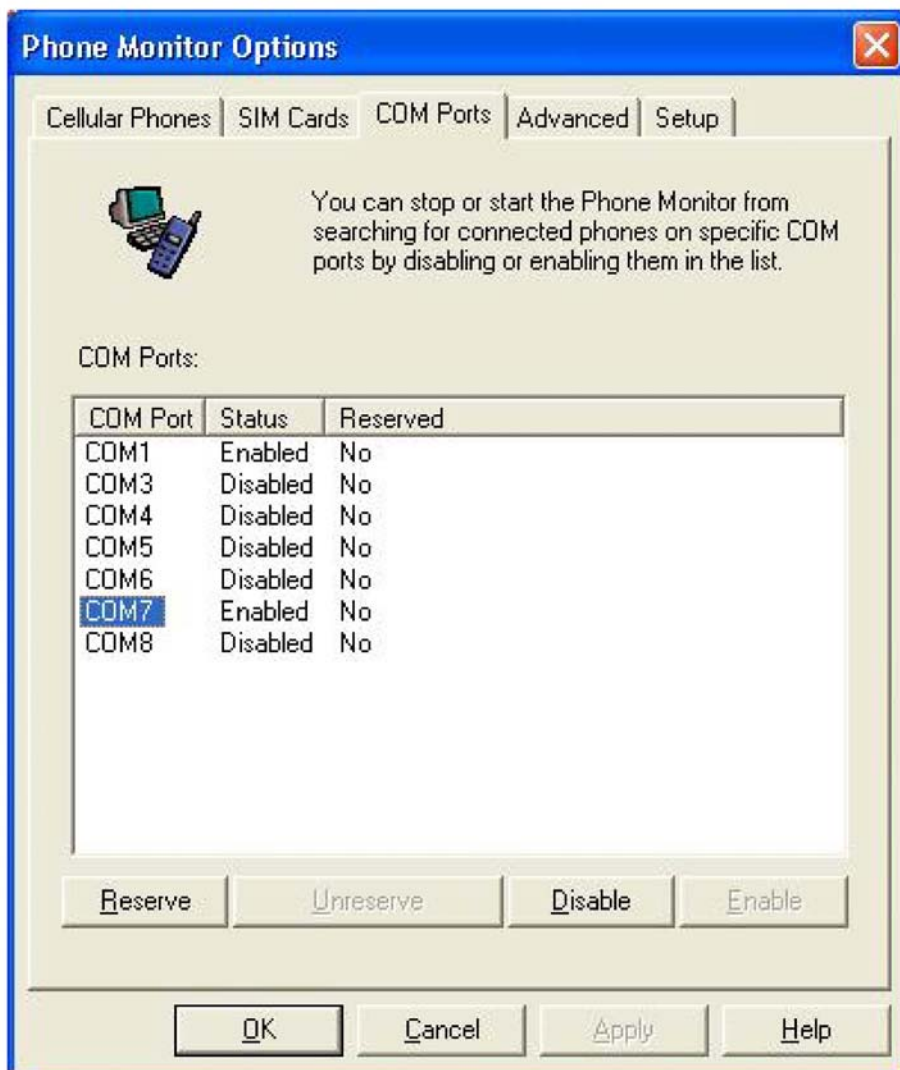 Phone Monitor Options
Cellular Phones SIM Cards COM Ports Advanced Setup
You can stop or start the Phone Monitor from
searching for connected phones on specific COM
ports by disabling or enabling them in the list.
COM Ports:
COM Port Status Reserved
COM1 Enabled No
COM3 Disabled No
COM4 Disabled No
COM5 Disabled No
COM6 Disabled No
COM7 Enabled No
COM8 Disabled No
Reserve Unreserve Disable Enable
OK Cancel Apply Help